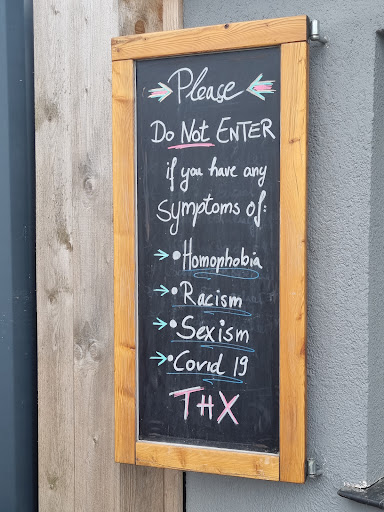 Please
Do Not ENTER
if you have any
symptoms of:
→• Homophobia
→• Racism
→• Sexism
→• Covid 19
THX